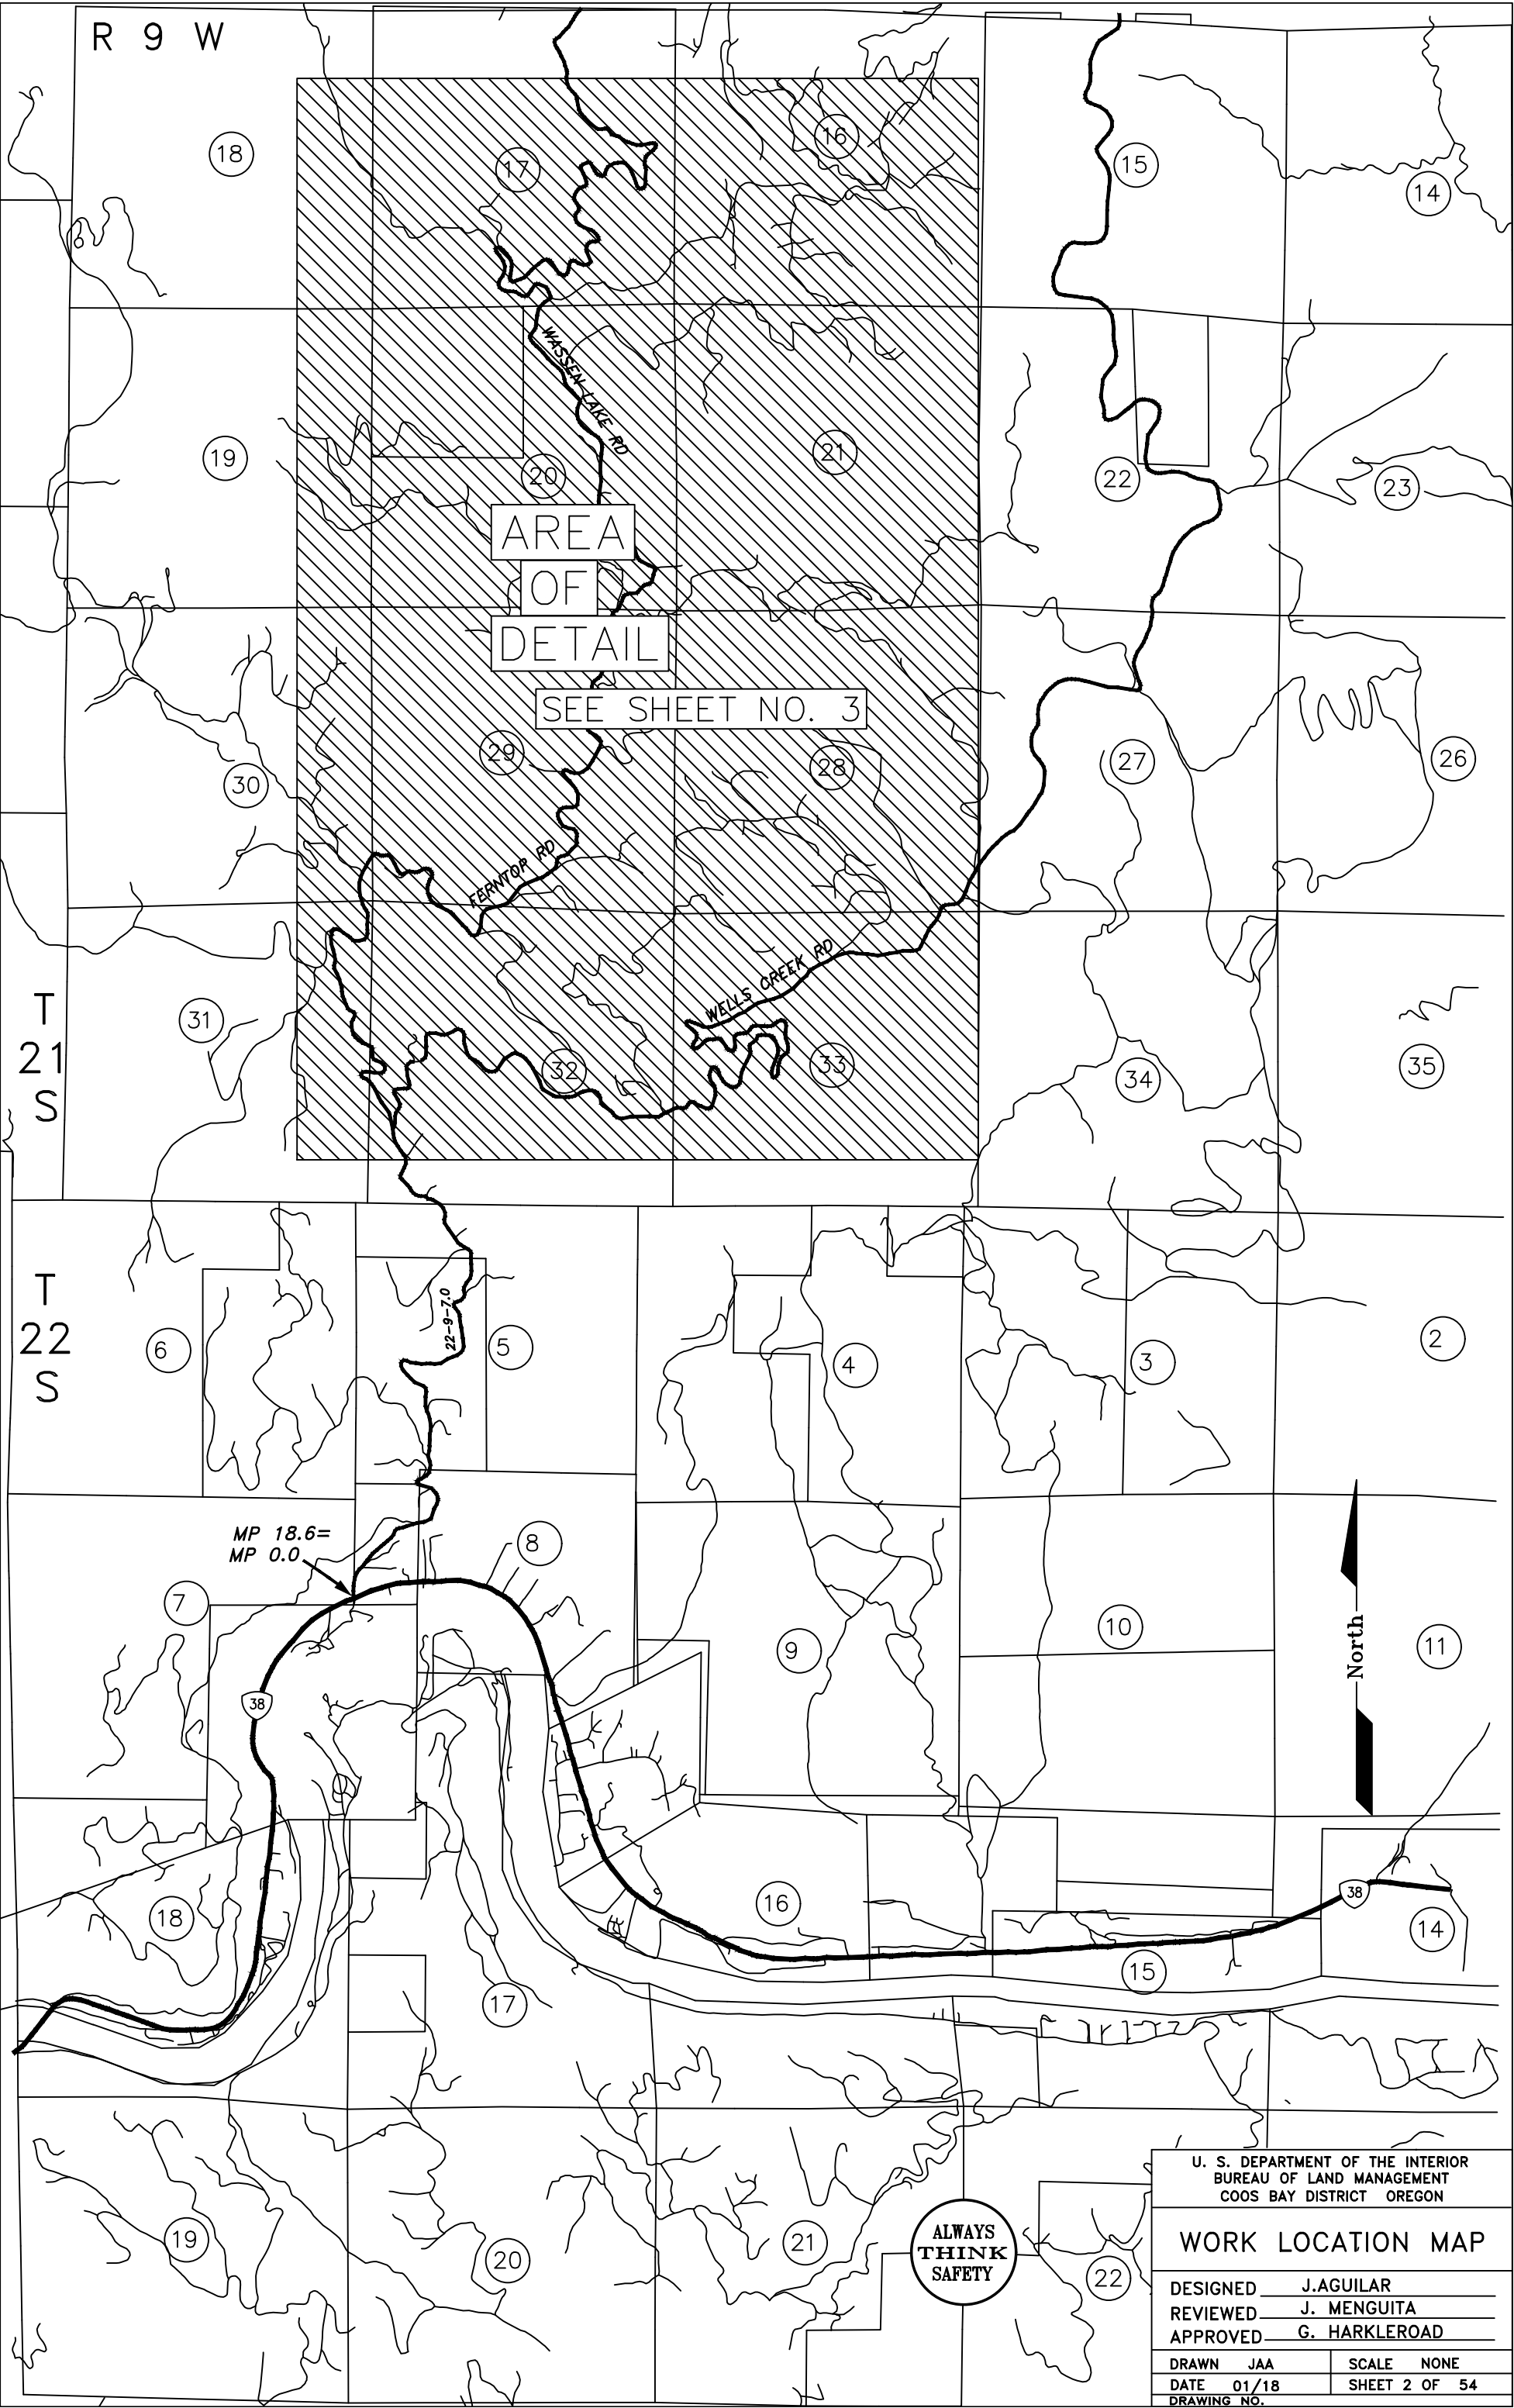 R 9 W
18
17
16
15
14
WASSEN LAKE RD
19
20
21
22
23
AREA
OF
DETAIL
SEE SHEET NO. 3
30
29
28
27
26
FERNTOP RD
WELLS CREEK RD
T
21
S
31
32
33
34
35
T
22
S
6
22-9-7.0
5
4
3
2
MP 18.6=
MP 0.0
7
8
9
10
11
North
38
38
18
17
16
15
14
19
20
21
22
ALWAYS
THINK
SAFETY
U. S. DEPARTMENT OF THE INTERIOR
BUREAU OF LAND MANAGEMENT
COOS BAY DISTRICT OREGON
WORK LOCATION MAP
DESIGNED J.AGUILAR
REVIEWED J. MENGUITA
APPROVED G. HARKLEROAD
DRAWN JAA
SCALE NONE
DATE 01/18
SHEET 2 OF 54
DRAWING NO.